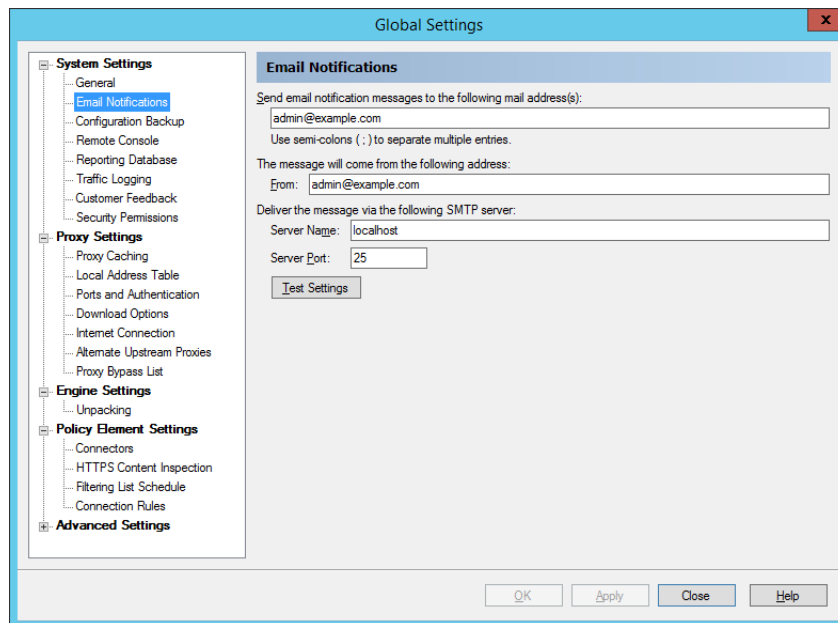 Global Settings
x
System Settings
General
Email Notifications
Configuration Backup
Remote Console
Reporting Database
Traffic Logging
Customer Feedback
Security Permissions
Proxy Settings
Proxy Caching
Local Address Table
Ports and Authentication
Download Options
Internet Connection
Alternate Upstream Proxies
Proxy Bypass List
Engine Settings
Unpacking
Policy Element Settings
Connectors
HTTPS Content Inspection
Filtering List Schedule
Connection Rules
Advanced Settings
Email Notifications
Send email notification messages to the following mail address(s):
admin@example.com
Use semi-colons ( ; ) to separate multiple entries.
The message will come from the following address:
From: admin@example.com
Deliver the message via the following SMTP server:
Server Name: localhost
Server Port: 25
Test Settings
OK Apply Close Help